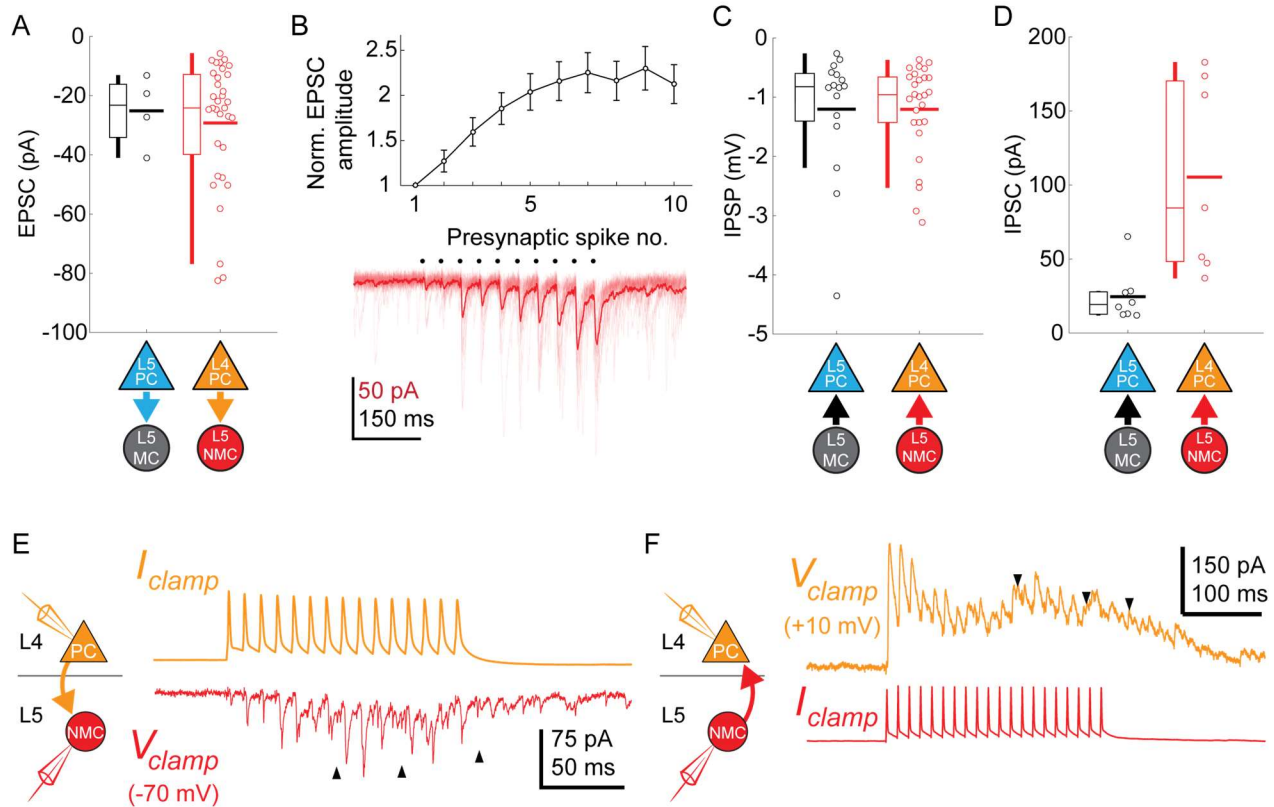 A
EPSC (pA)
0
-20
-40
-60
-80
-100
L5
PC
L4
PC
L5
MC
L5
NMC
B
Norm. EPSC
amplitude
2.5
2
1.5
1
1
5
10
Presynaptic spike no.
50 pA
150 ms
C
IPSP (mV)
0
-1
-2
-3
-4
-5
L5
PC
L4
PC
L5
MC
L5
NMC
D
IPSC (pA)
200
150
100
50
0
L5
PC
L4
PC
L5
MC
L5
NMC
E
L4
PC
L5
NMC
I clamp
V clamp
(-70 mV)
75 pA
50 ms
F
L4
PC
L5
NMC
V clamp
(+10 mV)
I clamp
150 pA
100 ms